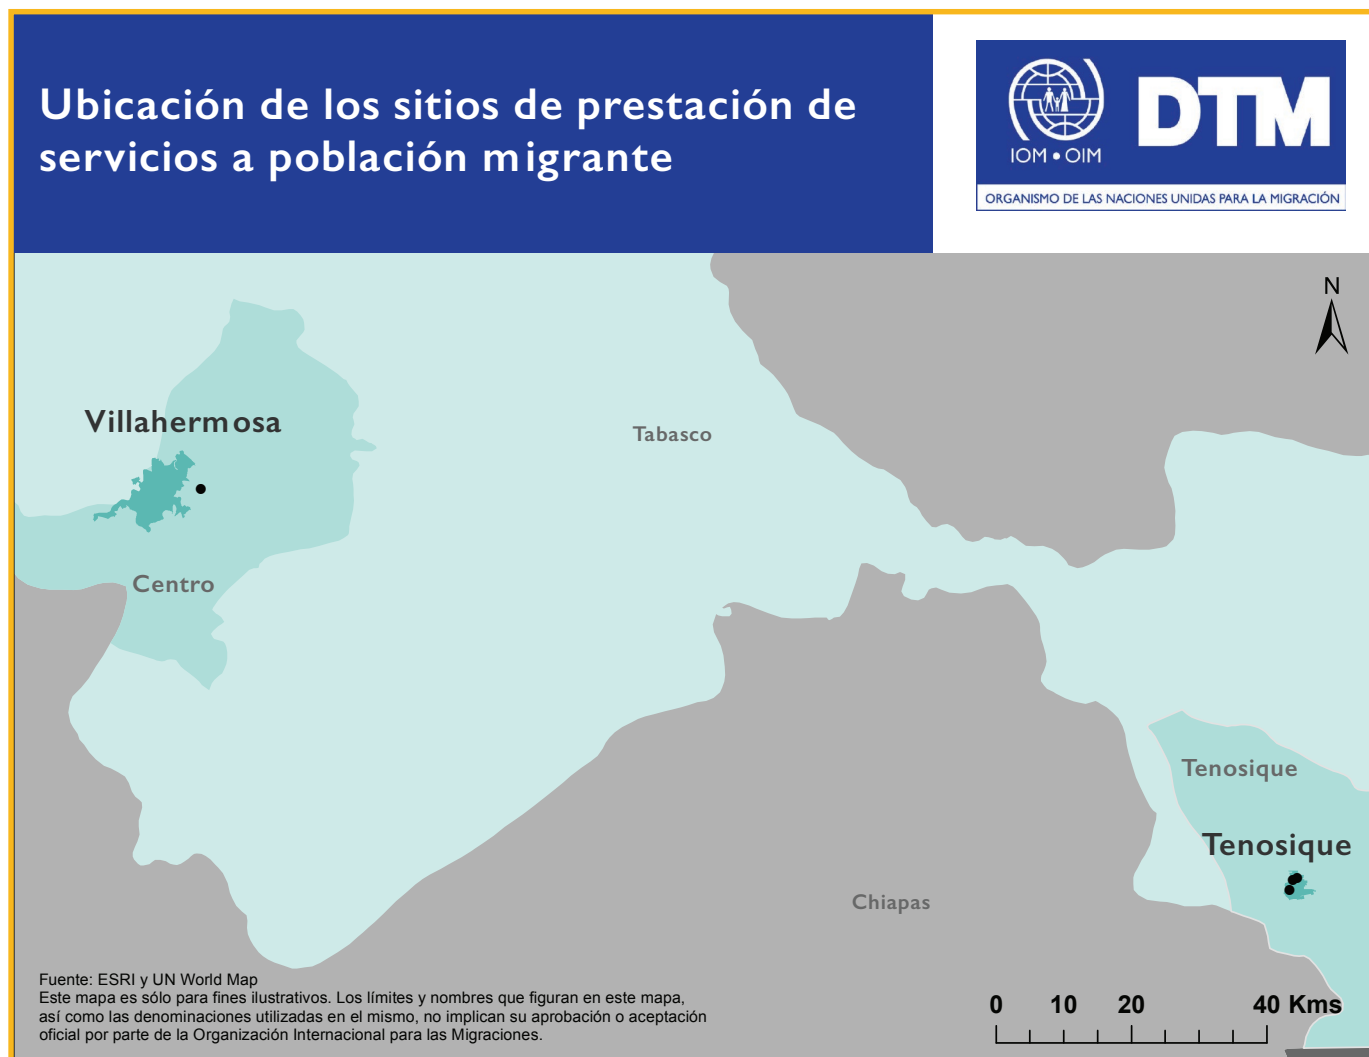 Ubicación de los sitios de prestación de
servicios a población migrante
IOM • OIM
DTM
ORGANISMO DE LAS NACIONES UNIDAS PARA LA MIGRACIÓN
N
Villahermosa
Tabasco
Centro
Tenosique
Tenosique
Chiapas
Fuente: ESRI y UN World Map
Este mapa es sólo para fines ilustrativos. Los límites y nombres que figuran en este mapa,
así como las denominaciones utilizadas en el mismo, no implican su aprobación o aceptación
oficial por parte de la Organización Internacional para las Migraciones.
0 10 20 40 Kms